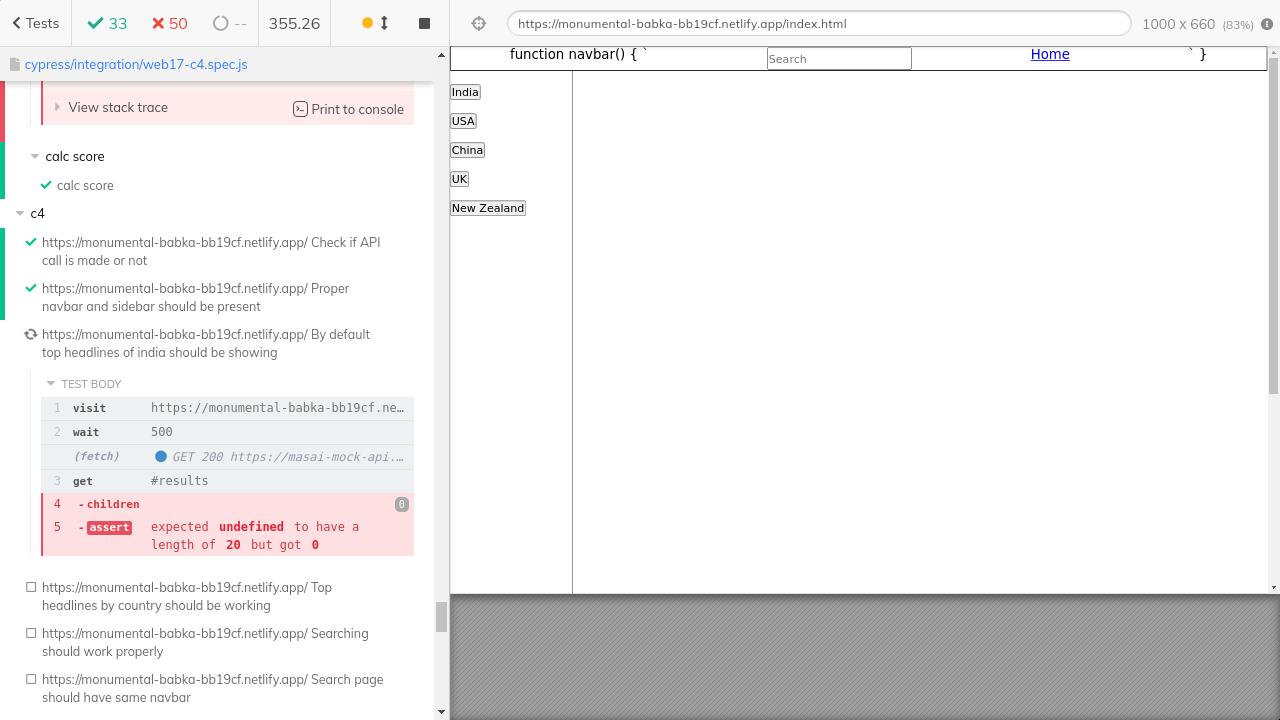 Tests 33 50 -- 355.26
https://monumental-babka-bb19cf.netlify.app/index.html 1000 x 660 (83%)
cypress/integration/web17-c4.spec.js
View stack trace Print to console
calc score
calc score
c4
https://monumental-babka-bb19cf.netlify.app/ Check if API
call is made or not
https://monumental-babka-bb19cf.netlify.app/ Proper
navbar and sidebar should be present
https://monumental-babka-bb19cf.netlify.app/ By default
top headlines of india should be showing
TEST BODY
1 visit https://monumental-babka-bb19cf.ne…
2 wait 500
(fetch) GET 200 https://masai-mock-api.…
3 get #results
4 -children 0
5 -assert expected undefined to have a
length of 20 but got 0
https://monumental-babka-bb19cf.netlify.app/ Top
headlines by country should be working
https://monumental-babka-bb19cf.netlify.app/ Searching
should work properly
https://monumental-babka-bb19cf.netlify.app/ Search page
should have same navbar
function navbar() { ` Search Home ` }
India
USA
China
UK
New Zealand